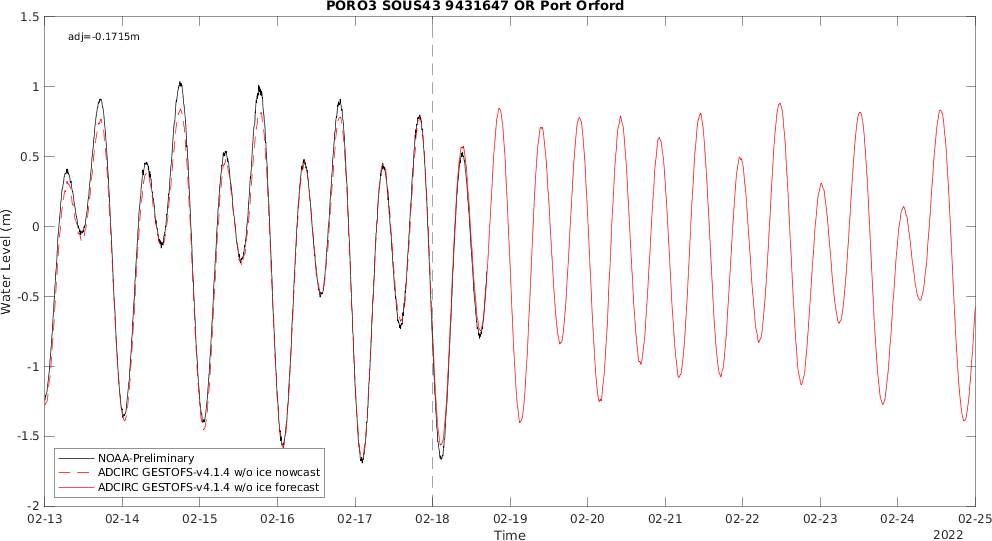 PORO3 SOUS43 9431647 OR Port Orford
adj=-0.1715m
1.5
1
0.5
0
-0.5
-1
-1.5
-2
Water Level (m)
NOAA-Preliminary
ADCIRC GESTOFS-v4.1.4 w/o ice nowcast
ADCIRC GESTOFS-v4.1.4 w/o ice forecast
02-13 02-14 02-15 02-16 02-17 02-18 02-19 02-20 02-21 02-22 02-23 02-24 02-25
Time
2022